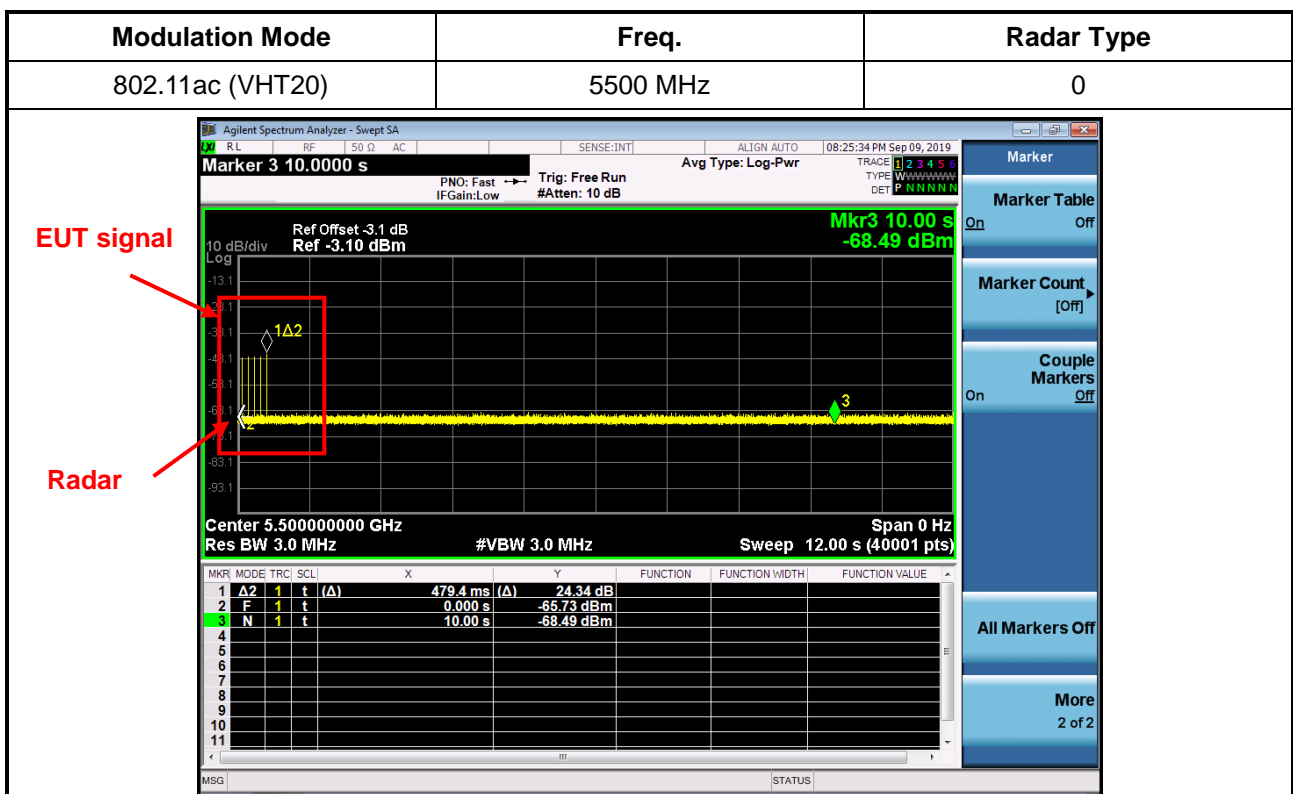 Modulation Mode Freq. Radar Type
802.11ac (VHT20) 5500 MHz 0
Agilent Spectrum Analyzer - Swept SA
LXI RL RF 50 Ω AC SENSE:INT ALIGN AUTO 08:25:34 PM Sep 09, 2019
Marker 3 10.0000 s
PNO: Fast
IFGain:Low
Trig: Free Run
#Atten: 10 dB
Avg Type: Log-Pwr
TRACE 1 2 3 4 5 6
TYPE WWWWWW
DET P N N N N N
Marker
Marker Table
On Off
Marker Count
[Off]
Couple
Markers
On Off
All Markers Off
More
2 of 2
EUT signal
Radar
Ref Offset -3.1 dB
10 dB/div Ref -3.10 dBm
Log
Mkr3 10.00 s
-68.49 dBm
-13.1
-93.1
1Δ2
2
3
Center 5.500000000 GHz Span 0 Hz
Res BW 3.0 MHz #VBW 3.0 MHz Sweep 12.00 s (40001 pts)
MKR MODE TRC SCL X Y FUNCTION FUNCTION WIDTH FUNCTION VALUE
1 Δ2 1 t (Δ) 479.4 ms (Δ) 24.34 dB
2 F 1 t 0.000 s -65.73 dBm
3 N 1 t 10.00 s -68.49 dBm
4
5
6
7
8
9
10
11
MSG STATUS